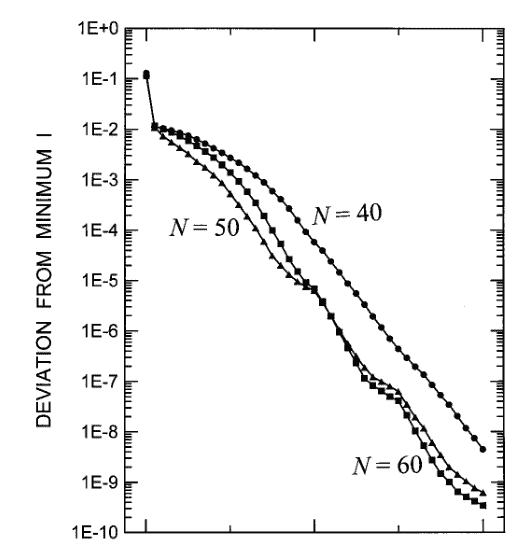 1E+0
1E-1
1E-2
1E-3
1E-4
1E-5
1E-6
1E-7
1E-8
1E-9
1E-10
DEVIATION FROM MINIMUM I
N = 40
N = 50
N = 60